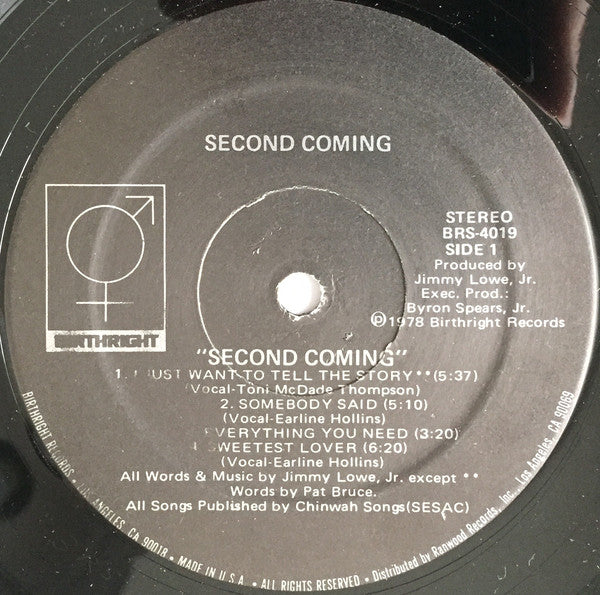 SECOND COMING
BIRTHRIGHT
STEREO
BRS-4019
SIDE 1
Produced by
Jimmy Lowe, Jr.
Exec. Prod.:
Byron Spears, Jr.
℗1978 Birthright Records
"SECOND COMING"
1. I JUST WANT TO TELL THE STORY**(5:37)
(Vocal-Toni McDade Thompson)
2. SOMEBODY SAID (5:10)
(Vocal-Earline Hollins)
EVERYTHING YOU NEED (3:20)
4. SWEETEST LOVER (6:20)
(Vocal-Earline Hollins)
All Words & Music by Jimmy Lowe, Jr. except **
Words by Pat Bruce.
All Songs Published by Chinwah Songs(SESAC)
BIRTHRIGHT RECORDS • LOS ANGELES, CA 90018 • MADE IN U.S.A. • ALL RIGHTS RESERVED • Distributed by Ranwood Records, Inc., Los Angeles, CA 90069